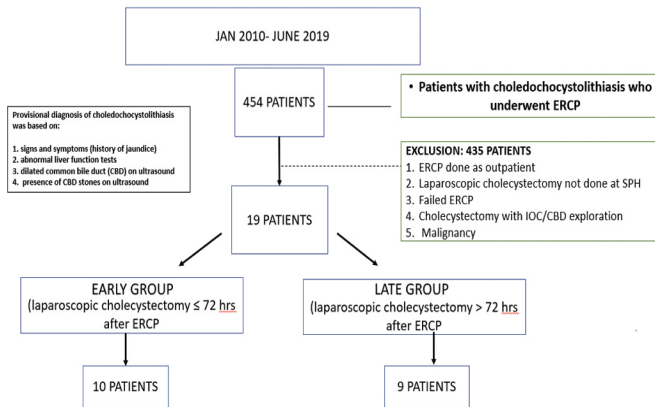 JAN 2010- JUNE 2019
454 PATIENTS
• Patients with choledochocystolithiasis who
underwent ERCP
Provisional diagnosis of choledochocystolithiasis
was based on:
1. signs and symptoms (history of jaundice)
2. abnormal liver function tests
3. dilated common bile duct (CBD) on ultrasound
4. presence of CBD stones on ultrasound
EXCLUSION: 435 PATIENTS
1. ERCP done as outpatient
2. Laparoscopic cholecystectomy not done at SPH
3. Failed ERCP
4. Cholecystectomy with IOC/CBD exploration
5. Malignancy
19 PATIENTS
EARLY GROUP
(laparoscopic cholecystectomy ≤ 72 hrs
after ERCP
LATE GROUP
(laparoscopic cholecystectomy > 72 hrs
after ERCP
10 PATIENTS
9 PATIENTS